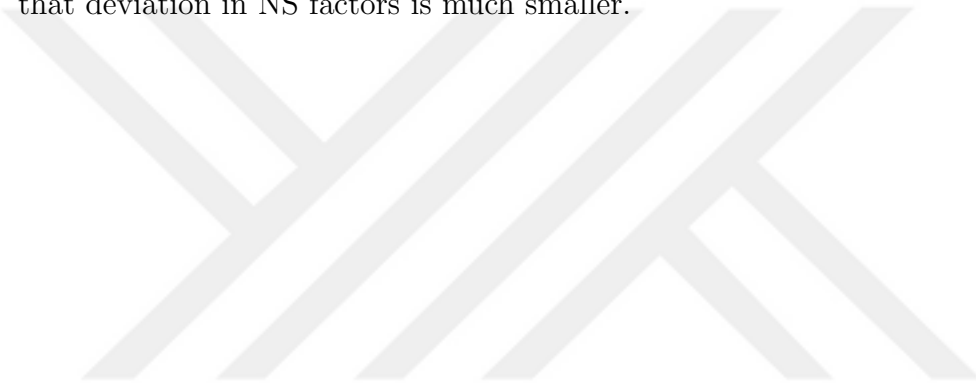 that deviation in NS factors is much smaller.